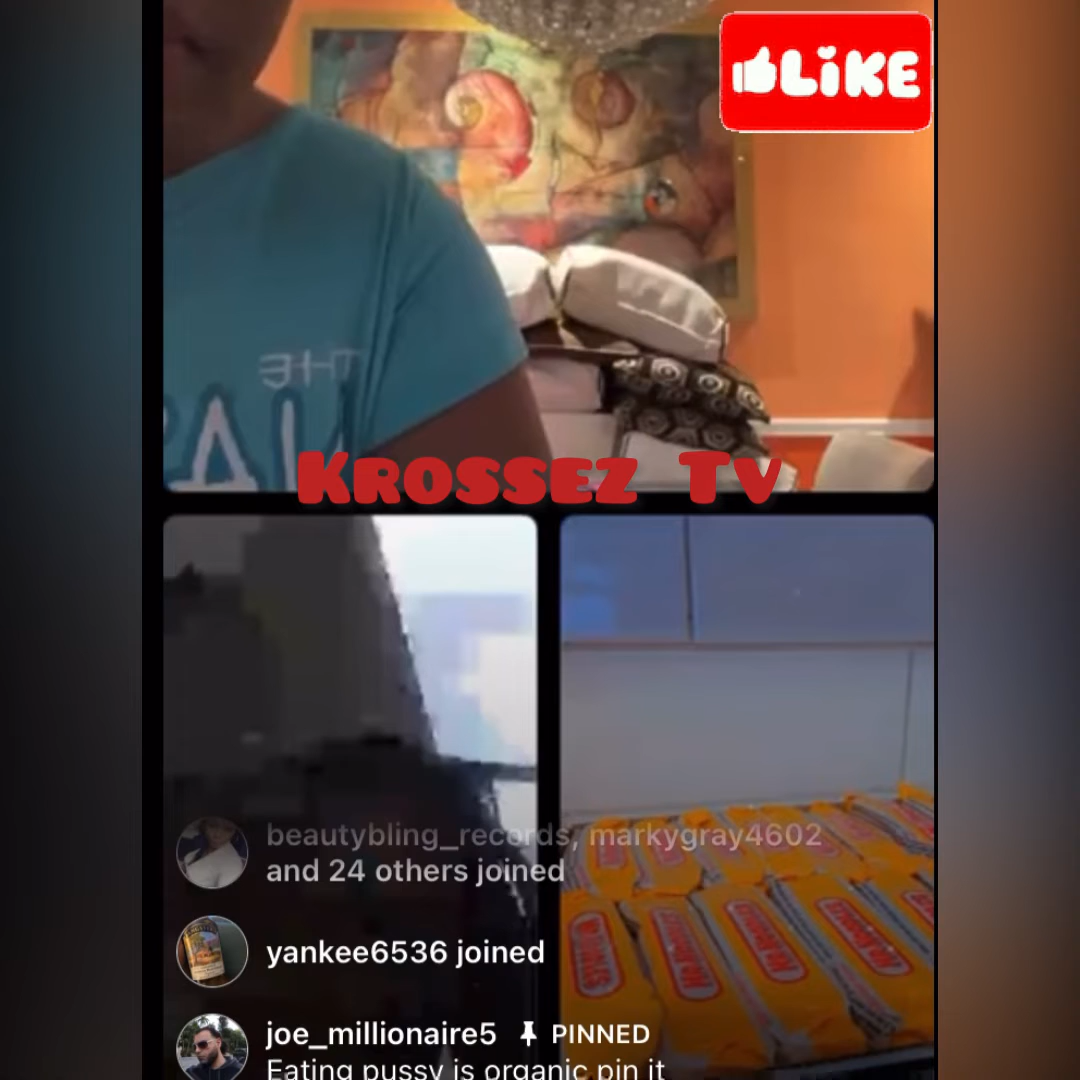 LiKE
THE
KROSSEZ TV
beautybling_records, markygray4602
and 24 others joined
yankee6536 joined
joe_millionaire5 PINNED
Eating pussy is organic pin it